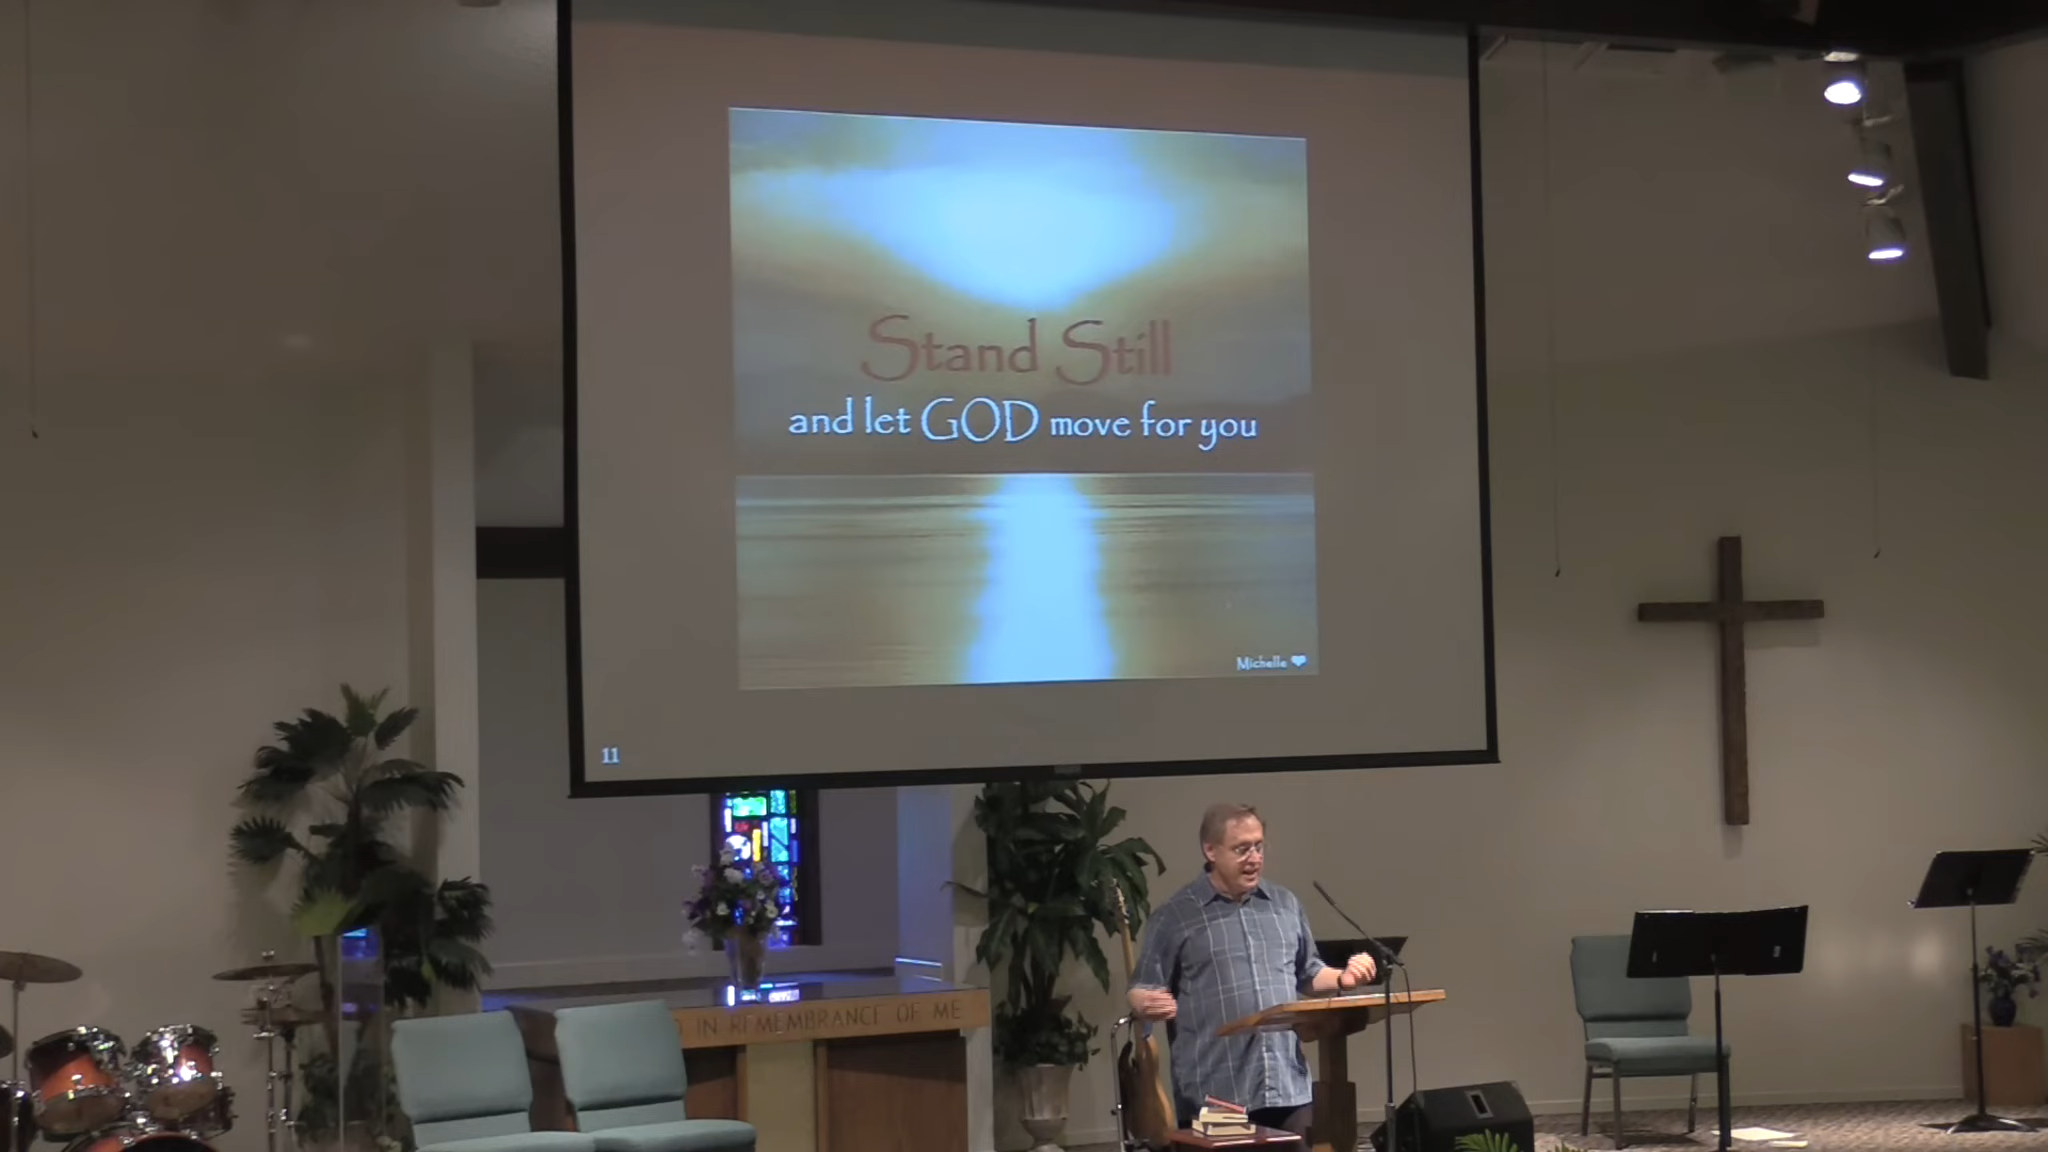 Stand Still
and let GOD move for you
Michelle
11
IN REMEMBRANCE OF ME